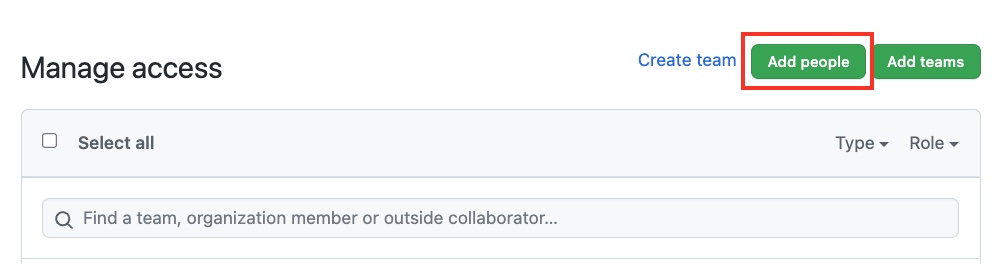 Manage access
Create team
Add people
Add teams
Select all
Type
Role
Find a team, organization member or outside collaborator...